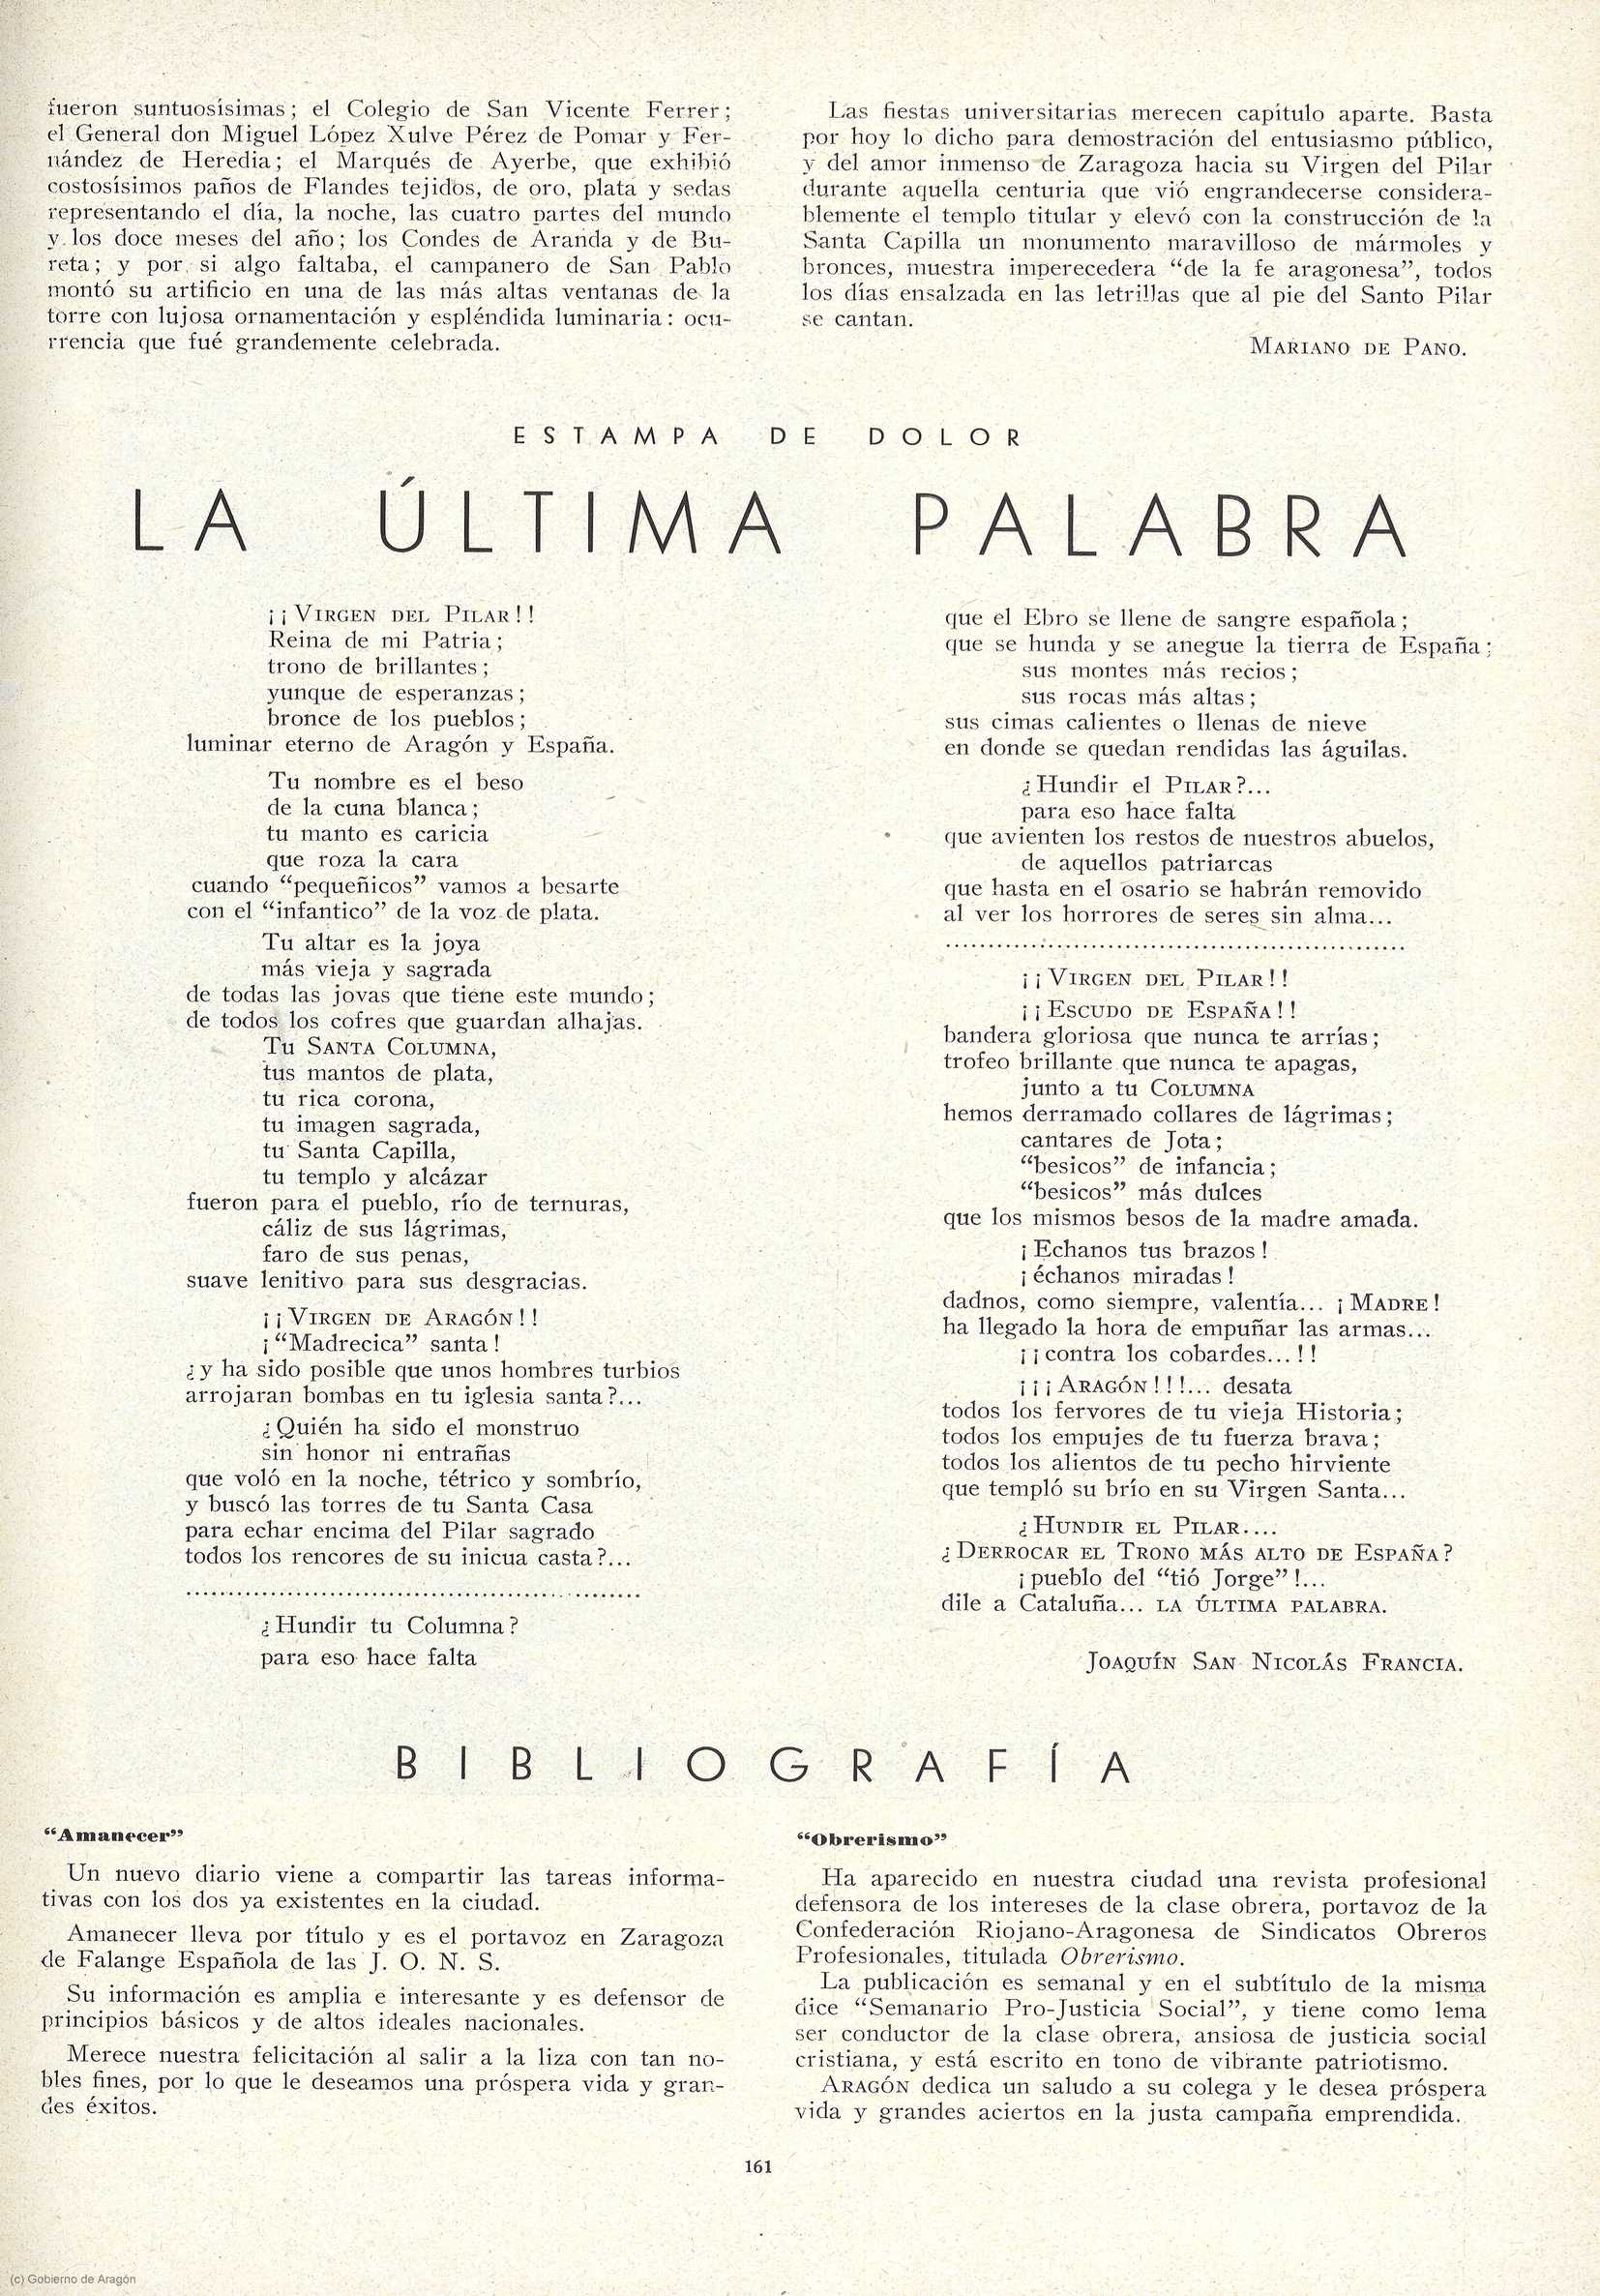 fueron suntuosísimas; el Colegio de San Vicente Ferrer;
el General don Miguel López Xulve Pérez de Pomar y Fer-
nández de Heredia; el Marqués de Ayerbe, que exhibió
costosísimos paños de Flandes tejidos, de oro, plata y sedas
representando el día, la noche, las cuatro partes del mundo
y los doce meses del año; los Condes de Aranda y de Bu-
reta; y por si algo faltaba, el campanero de San Pablo
montó su artificio en una de las más altas ventanas de la
torre con lujosa ornamentación y espléndida luminaria: ocu-
rrencia que fué grandemente celebrada.
Las fiestas universitarias merecen capítulo aparte. Basta
por hoy lo dicho para demostración del entusiasmo público,
y del amor inmenso de Zaragoza hacia su Virgen del Pilar
durante aquella centuria que vió engrandecerse considera-
blemente el templo titular y elevó con la construcción de la
Santa Capilla un monumento maravilloso de mármoles y
bronces, muestra imperecedera “de la fe aragonesa”, todos
los días ensalzada en las letrillas que al pie del Santo Pilar
se cantan.
MARIANO DE PANO.
ESTAMPA DE DOLOR
LA ÚLTIMA PALABRA
¡¡VIRGEN DEL PILAR!!
Reina de mi Patria;
trono de brillantes;
yunque de esperanzas;
bronce de los pueblos;
luminar eterno de Aragón y España.
Tu nombre es el beso
de la cuna blanca;
tu manto es caricia
que roza la cara
cuando “pequeñicos” vamos a besarte
con el “infantico” de la voz de plata.
Tu altar es la joya
más vieja y sagrada
de todas las joyas que tiene este mundo;
de todos los cofres que guardan alhajas.
Tu SANTA COLUMNA,
tus mantos de plata,
tu rica corona,
tu imagen sagrada,
tu Santa Capilla,
tu templo y alcázar
fueron para el pueblo, río de ternuras,
cáliz de sus lágrimas,
faro de sus penas,
suave lenitivo para sus desgracias.
¡¡VIRGEN DE ARAGÓN!!
¡“Madrecica” santa!
¿y ha sido posible que unos hombres turbios
arrojaran bombas en tu iglesia santa?...
¿Quién ha sido el monstruo
sin honor ni entrañas
que voló en la noche, tétrico y sombrío,
y buscó las torres de tu Santa Casa
para echar encima del Pilar sagrado
todos los rencores de su inicua casta?...
......................................................
¿Hundir tu Columna?
para eso hace falta
que el Ebro se llene de sangre española;
que se hunda y se anegue la tierra de España;
sus montes más recios;
sus rocas más altas;
sus cimas calientes o llenas de nieve
en donde se quedan rendidas las águilas.
¿Hundir el PILAR?...
para eso hace falta
que avienten los restos de nuestros abuelos,
de aquellos patriarcas
que hasta en el osario se habrán removido
al ver los horrores de seres sin alma...
......................................................
¡¡VIRGEN DEL PILAR!!
¡¡ESCUDO DE ESPAÑA!!
bandera gloriosa que nunca te arrías;
trofeo brillante que nunca te apagas,
junto a tu COLUMNA
hemos derramado collares de lágrimas;
cantares de Jota;
“besicos” de infancia;
“besicos” más dulces
que los mismos besos de la madre amada.
¡Echanos tus brazos!
¡échanos miradas!
dadnos, como siempre, valentía... ¡MADRE!
ha llegado la hora de empuñar las armas...
¡¡contra los cobardes...!!
¡¡¡ARAGÓN!!!... desata
todos los fervores de tu vieja Historia;
todos los empujes de tu fuerza brava;
todos los alientos de tu pecho hirviente
que templó su brío en su Virgen Santa...
¿HUNDIR EL PILAR....
¿DERROCAR EL TRONO MÁS ALTO DE ESPAÑA?
¡pueblo del “tió Jorge”!...
dile a Cataluña... LA ÚLTIMA PALABRA.
JOAQUÍN SAN NICOLÁS FRANCIA.
BIBLIOGRAFÍA
“Amanecer”
Un nuevo diario viene a compartir las tareas informa-
tivas con los dos ya existentes en la ciudad.
Amanecer lleva por título y es el portavoz en Zaragoza
de Falange Española de las J. O. N. S.
Su información es amplia e interesante y es defensor de
principios básicos y de altos ideales nacionales.
Merece nuestra felicitación al salir a la liza con tan no-
bles fines, por lo que le deseamos una próspera vida y gran-
des éxitos.
“Obrerismo”
Ha aparecido en nuestra ciudad una revista profesional
defensora de los intereses de la clase obrera, portavoz de la
Confederación Riojano-Aragonesa de Sindicatos Obreros
Profesionales, titulada Obrerismo.
La publicación es semanal y en el subtítulo de la misma
dice “Semanario Pro-Justicia Social”, y tiene como lema
ser conductor de la clase obrera, ansiosa de justicia social
cristiana, y está escrito en tono de vibrante patriotismo.
ARAGÓN dedica un saludo a su colega y le desea próspera
vida y grandes aciertos en la justa campaña emprendida.
161
(c) Gobierno de Aragón